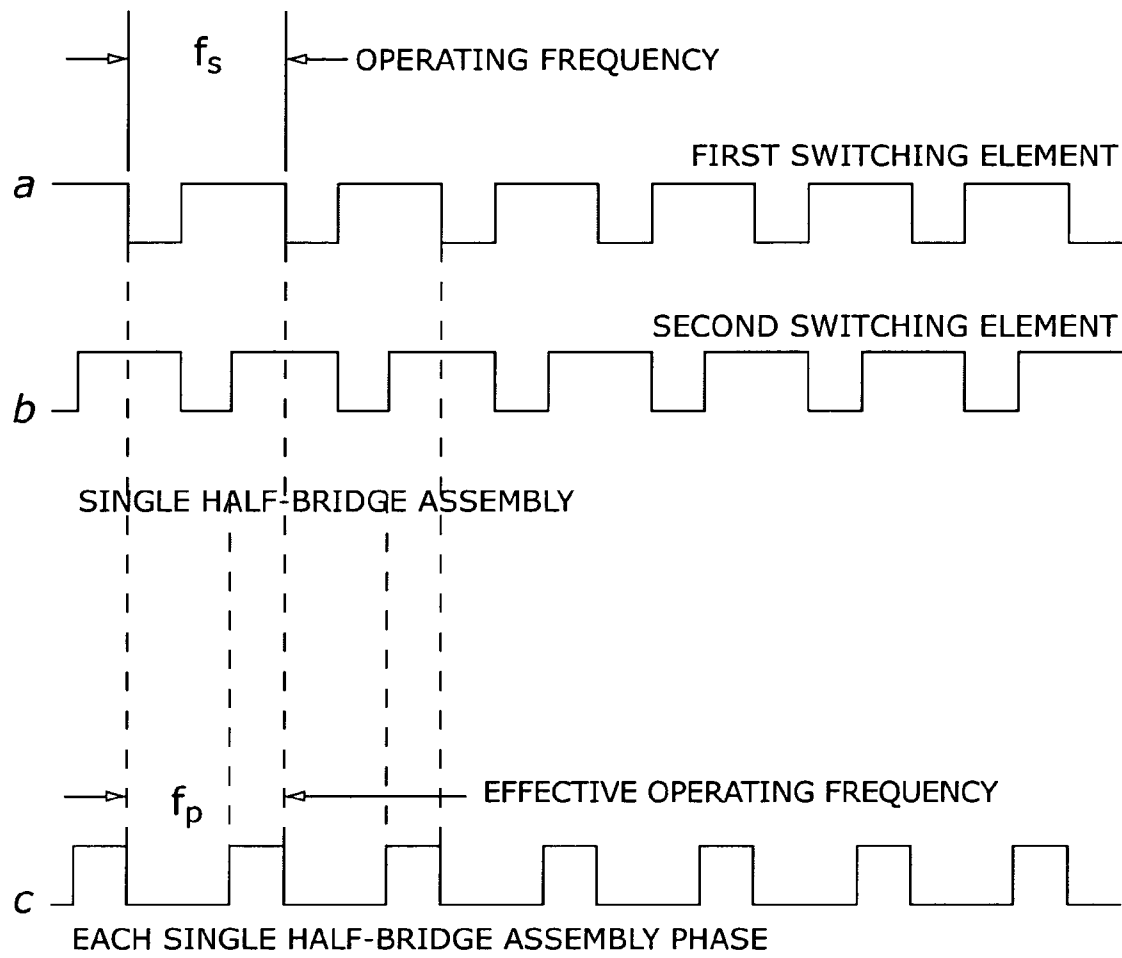 fs
OPERATING FREQUENCY
FIRST SWITCHING ELEMENT
a
SECOND SWITCHING ELEMENT
b
SINGLE HALF-BRIDGE ASSEMBLY
fp
EFFECTIVE OPERATING FREQUENCY
c
EACH SINGLE HALF-BRIDGE ASSEMBLY PHASE